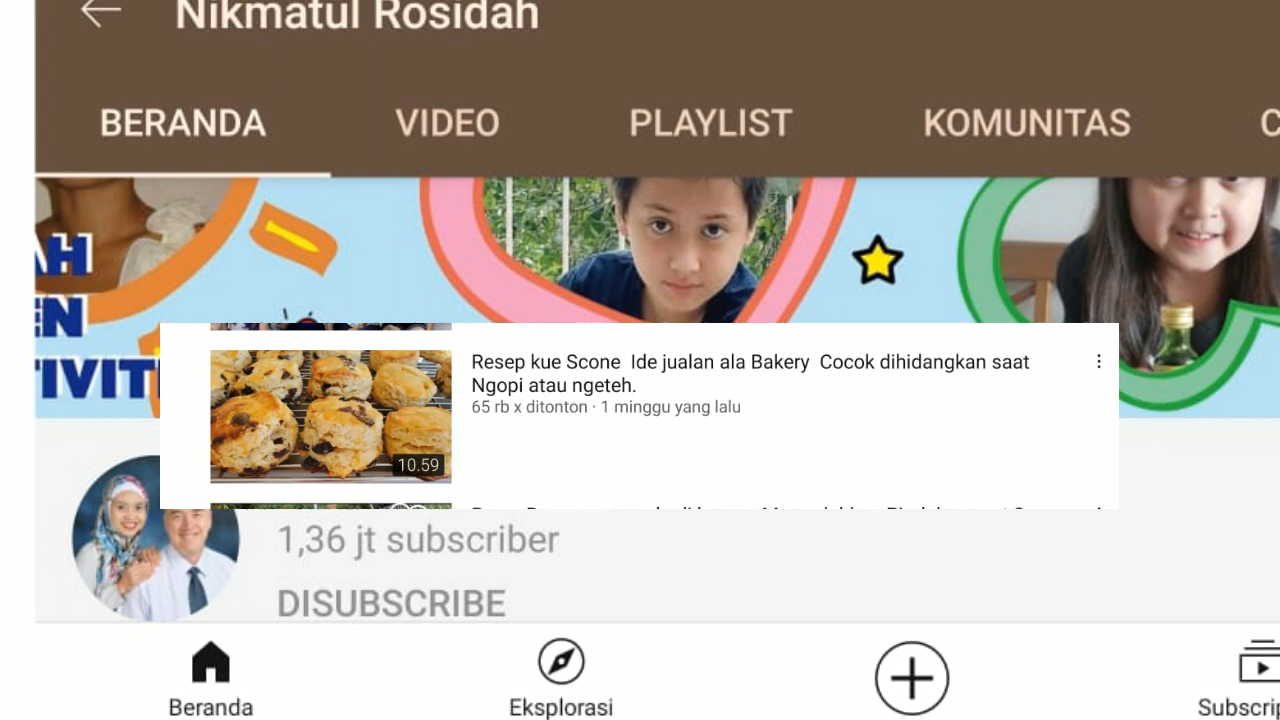 Nikmatul Rosidah
BERANDA VIDEO PLAYLIST KOMUNITAS
Resep kue Scone Ide jualan ala Bakery Cocok dihidangkan saat
Ngopi atau ngeteh.
65 rb x ditonton · 1 minggu yang lalu
10.59
1,36 jt subscriber
DISUBSCRIBE
Beranda Eksplorasi